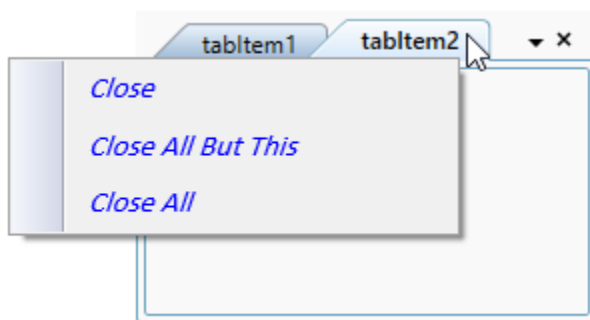 tabItem1 tabItem2
Close
Close All But This
Close All